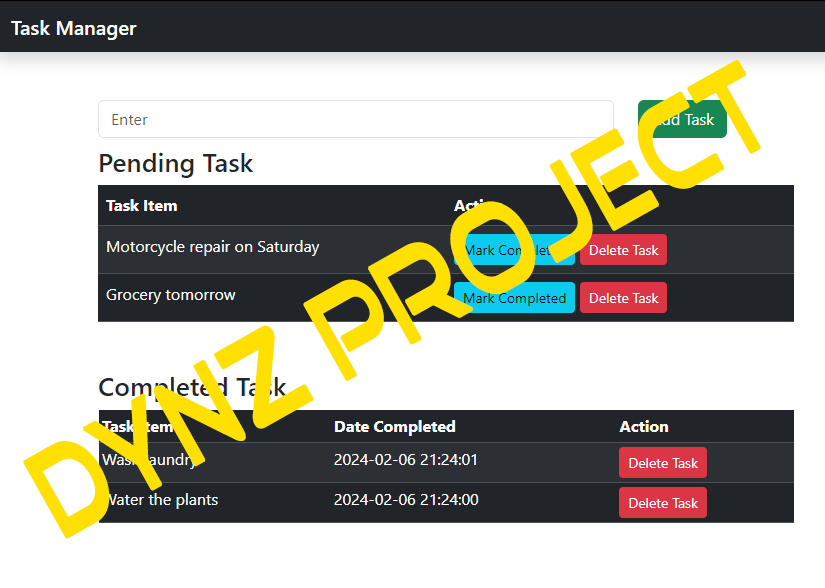 Task Manager
Enter
Add Task
Pending Task
Task Item Action
Motorcycle repair on Saturday Mark Completed Delete Task
Grocery tomorrow Mark Completed Delete Task
Completed Task
Task Item Date Completed Action
Wash laundry 2024-02-06 21:24:01 Delete Task
Water the plants 2024-02-06 21:24:00 Delete Task
DYNZ PROJECT